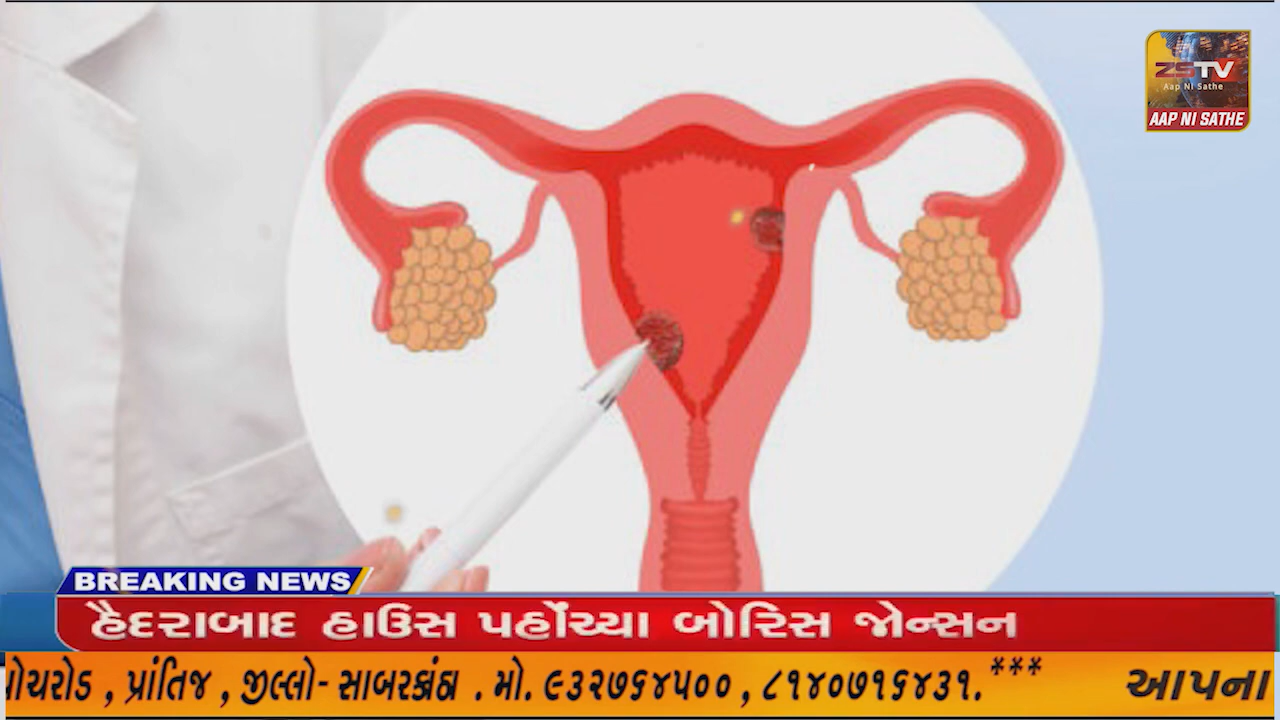 ZSTV
Aap Ni Sathe
AAP NI SATHE
BREAKING NEWS
હૈદરાબાદ હાઉસ પહોંચ્યા બોરિસ જોન્સન
પોચરોડ , પ્રાંતિજ , જીલ્લો- સાબરકાંઠા . મો. ૯૩૨૭૬૪૫૦૦ , ૮૧૪૦૭૧૬૪૩૧.*** આપના